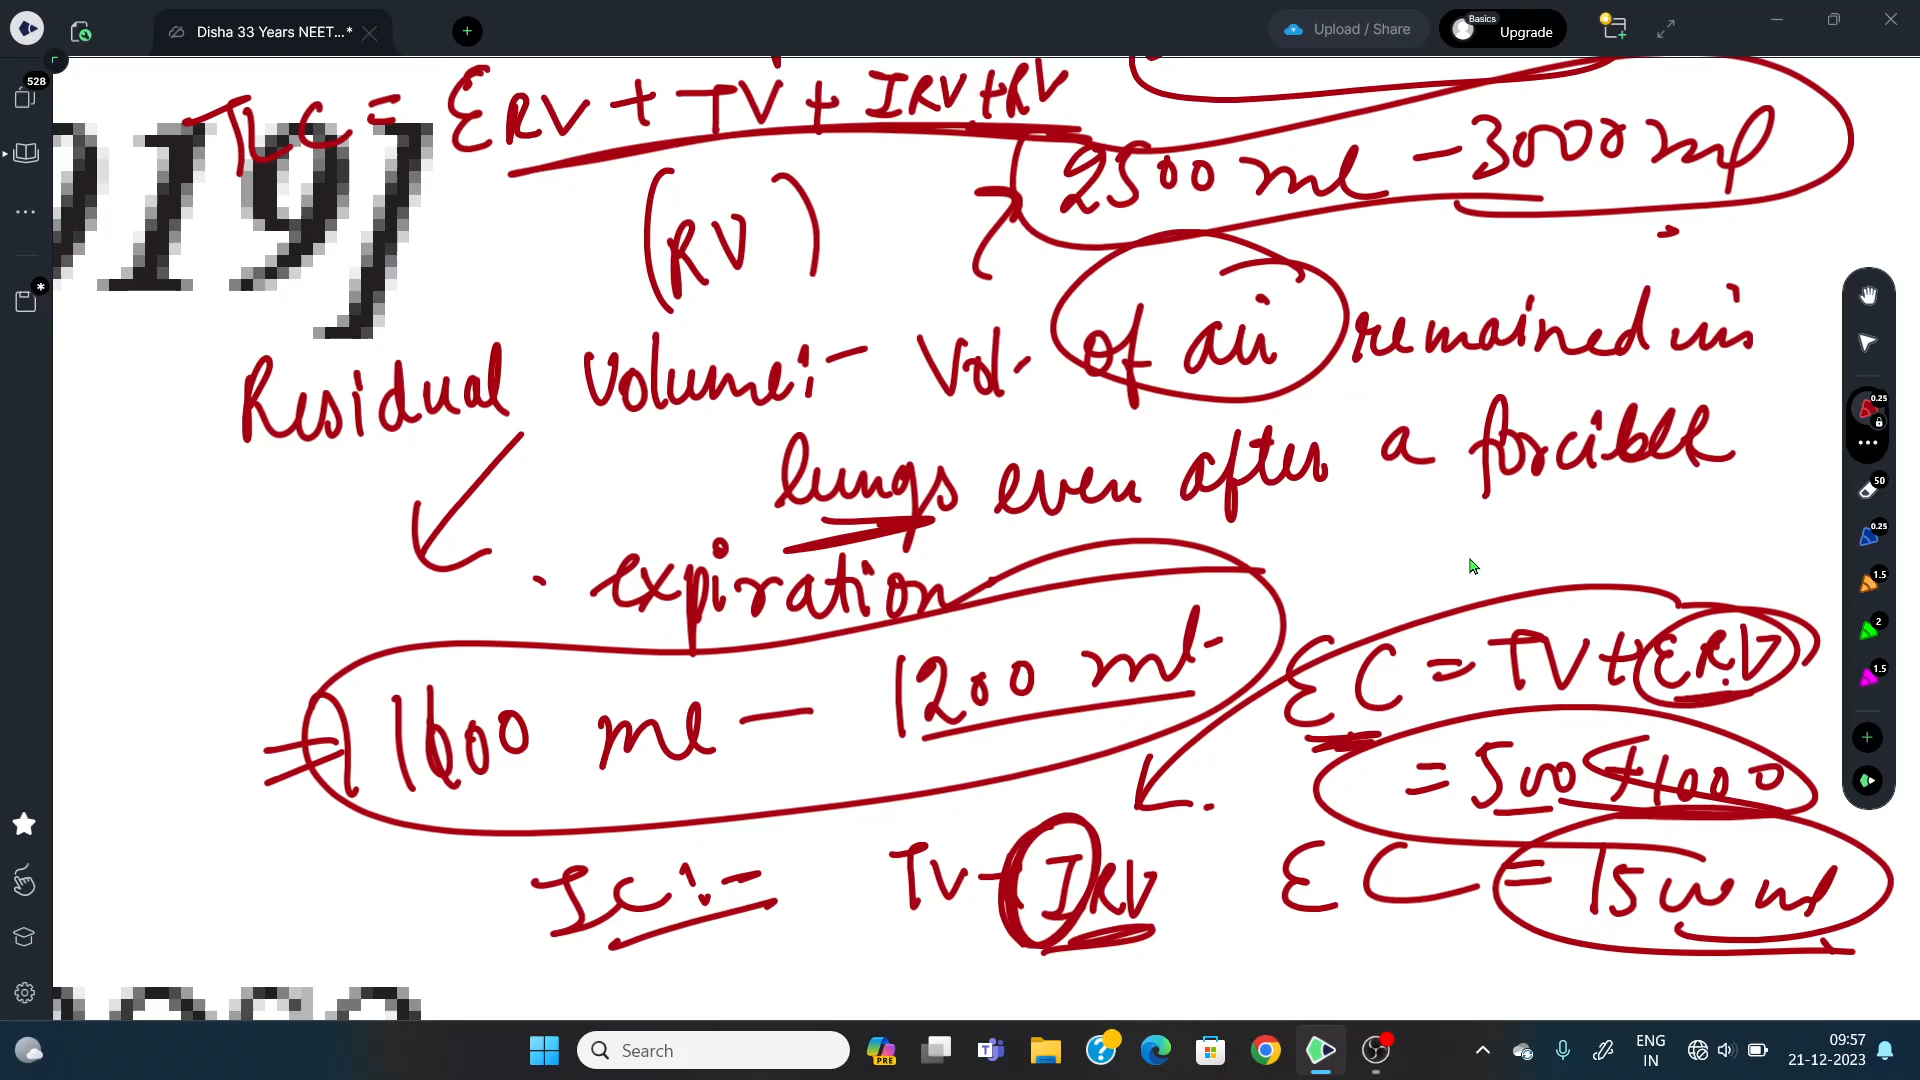 528
Disha 33 Years NEET...*
Upload / Share
Basics
Upgrade
019]
TLC = ERV + TV + IRV + RV
2500 ml - 3000 ml
(RV)
Residual volume:- Vol. of air remained in
lungs even after a forcible
expiration
= 1600 ml - 1200 ml.
EC = TV + ERV
= 500 + 1000
IC :- TV + IRV
EC = 1500 ml
0.25
50
0.25
1.5
2
1.5
Search
PRE
ENG
IN
09:57
21-12-2023